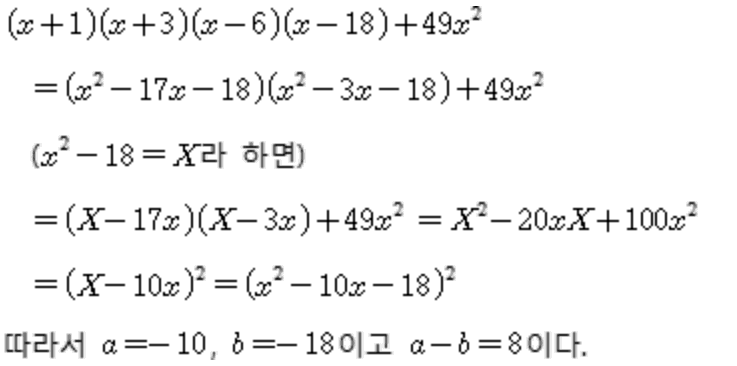 (x+1)(x+3)(x-6)(x-18)+49x²
=(x²-17x-18)(x²-3x-18)+49x²
(x²-18=X라 하면)
=(X-17x)(X-3x)+49x²=X²-20xX+100x²
=(X-10x)²=(x²-10x-18)²
따라서 a=-10, b=-18이고 a-b=8이다.